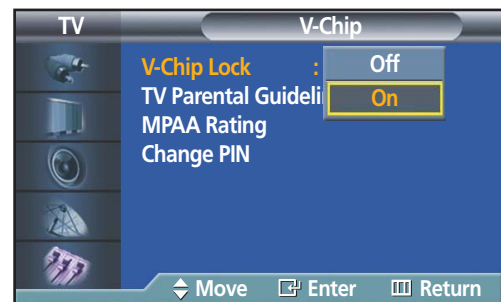 TV V-Chip
V-Chip Lock : Off
TV Parental Guideli On
MPAA Rating
Change PIN
Move Enter Return